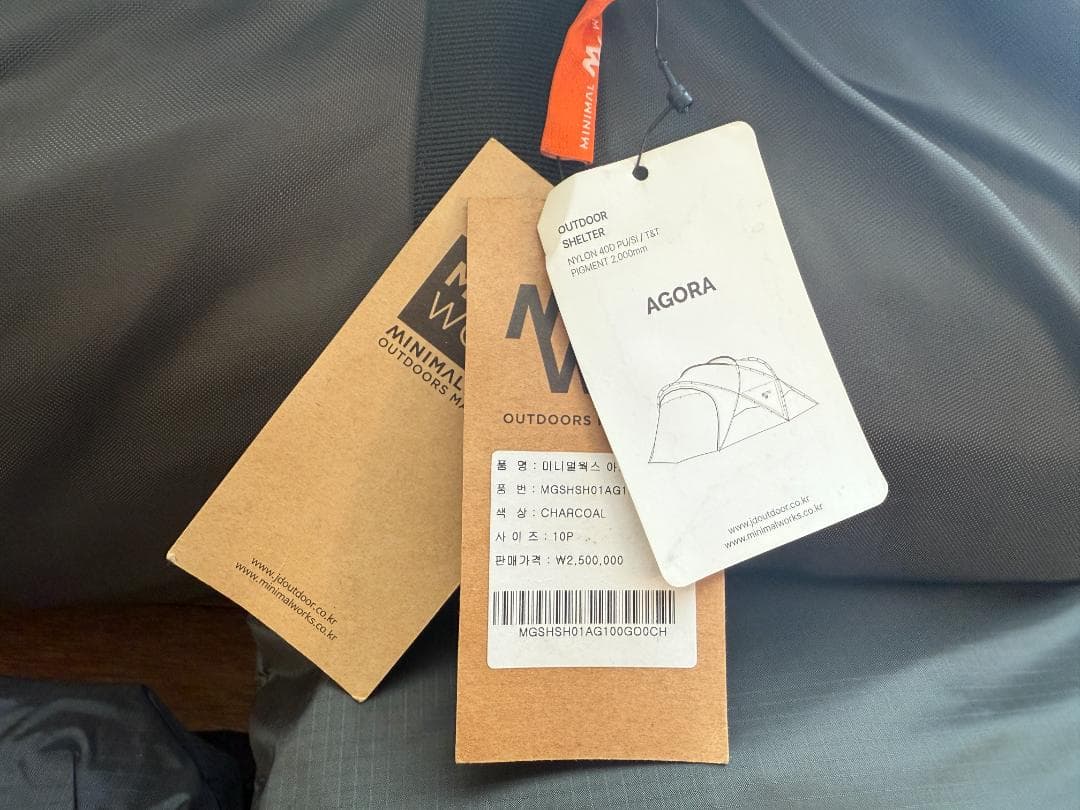 MINIMAL W
OUTDOOR
SHELTER
NYLON 40D PU/SI / T&T
PIGMENT 2,000mm
AGORA
www.jdoutdoor.co.kr
www.minimalworks.co.kr
MINIMAL
OUTDOORS
www.jdoutdoor.co.kr
www.minimalworks.co.kr
MW
OUTDOORS
품 명 : 미니멀웍스
품 번 : MGSHSH01AG1
색 상 : CHARCOAL
사 이 즈 : 10P
판매가격 : ₩2,500,000
MGSHSH01AG100GO0CH